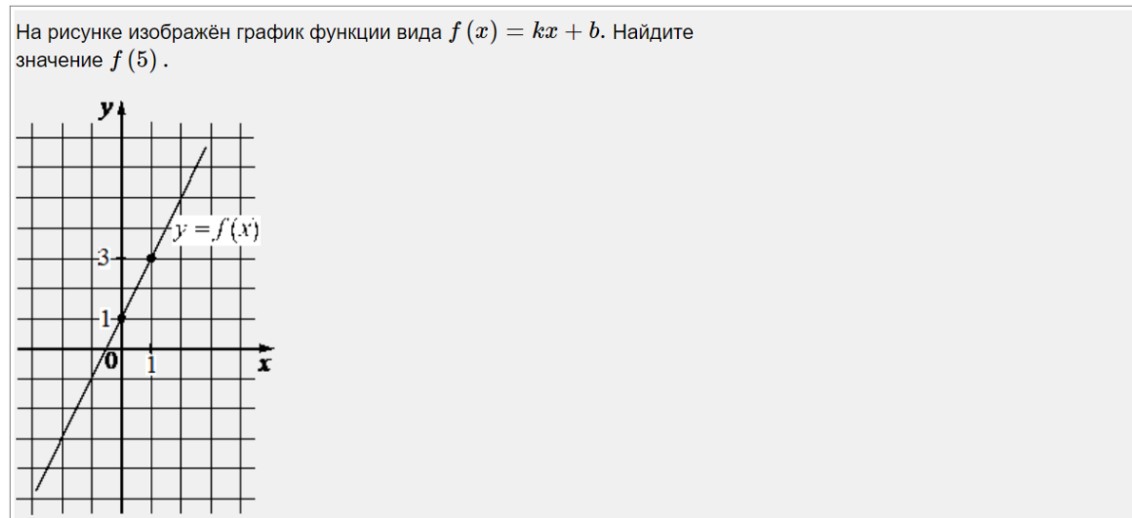 На рисунке изображён график функции вида f (x) = kx + b. Найдите
значение f (5) .
y
y = f(x)
3
1
0
1
x